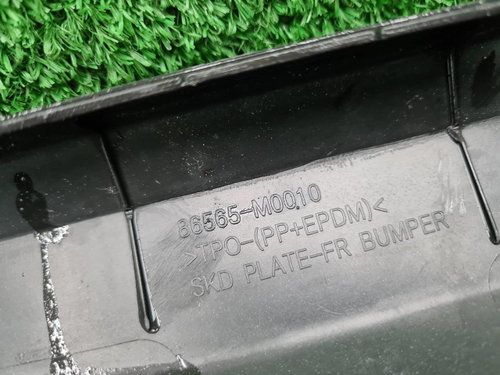 86565-M0010
>TPO-(PP+EPDM)<
SKD PLATE-FR BUMPER